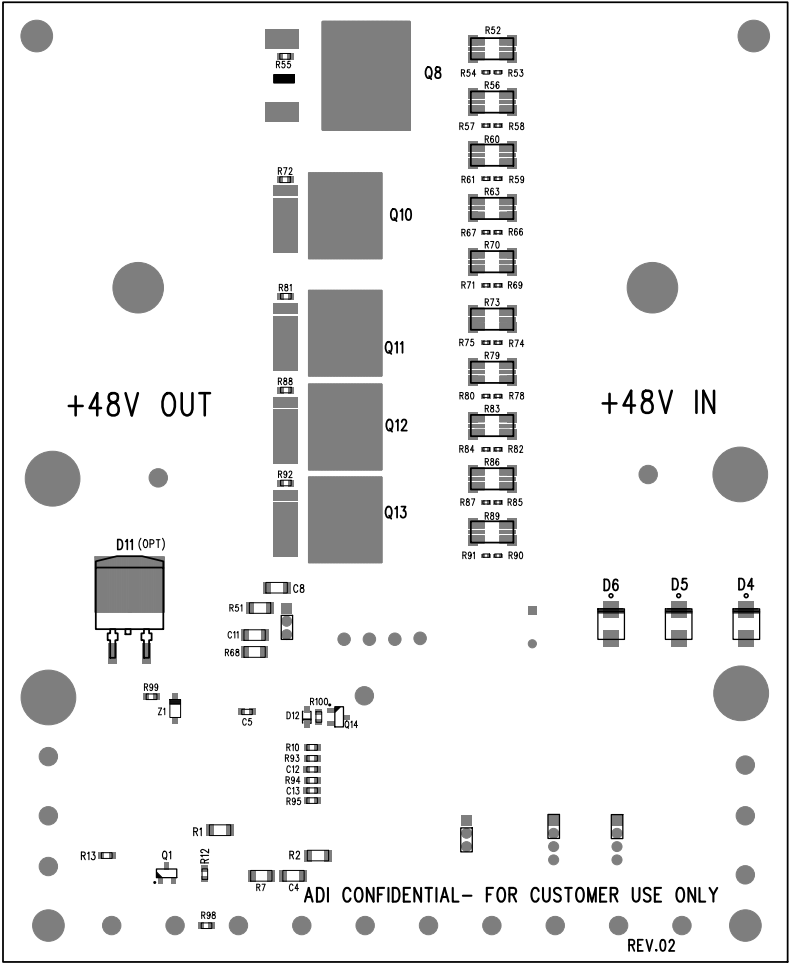 R52
R55
Q8
R54 R53
R56
R57 R58
R60
R72
R61 R59
R63
Q10
R67 R66
R70
R81
R71 R69
R73
Q11
R75 R74
R79
R88
R80 R78
+48V OUT
+48V IN
R83
Q12
R84 R82
R86
R92
R87 R85
Q13
R89
D11 (OPT)
R91 R90
D6 D5 D4
C8
R51
C11
R68
R99
Z1
C5
D12
R100
Q14
R10
R93
C12
R94
C13
R95
R1
R13
Q1
R12
R2
R7 C4
ADI CONFIDENTIAL- FOR CUSTOMER USE ONLY
R98
REV.02